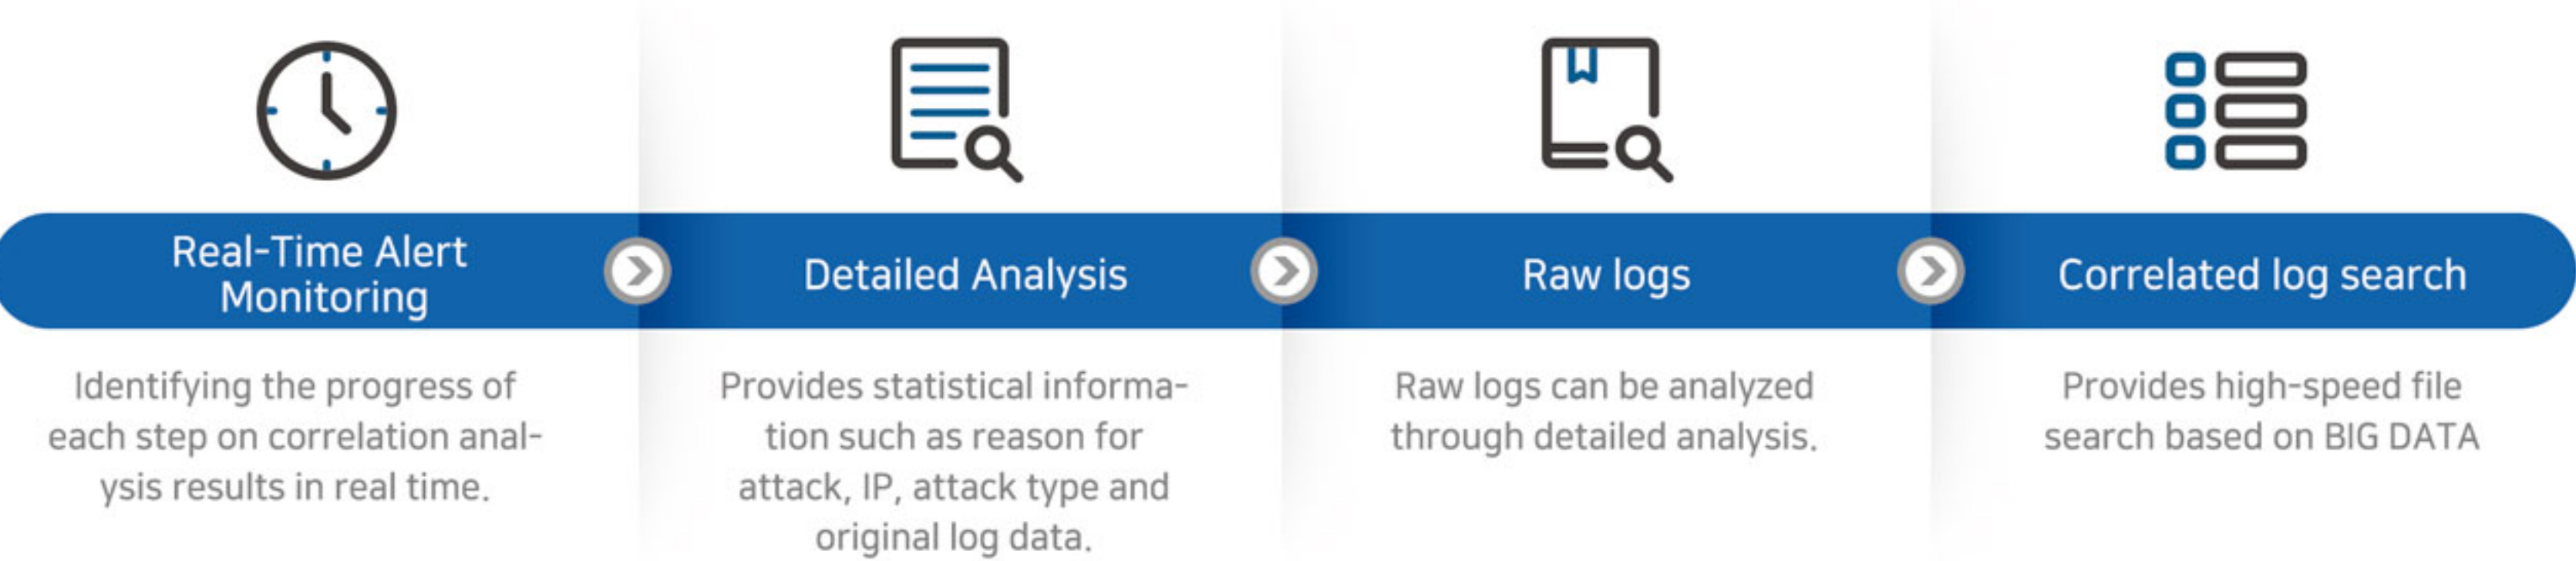 Real-Time Alert
Monitoring
Identifying the progress of
each step on correlation anal-
ysis results in real time.
Detailed Analysis
Provides statistical informa-
tion such as reason for
attack, IP, attack type and
original log data.
Raw logs
Raw logs can be analyzed
through detailed analysis.
Correlated log search
Provides high-speed file
search based on BIG DATA